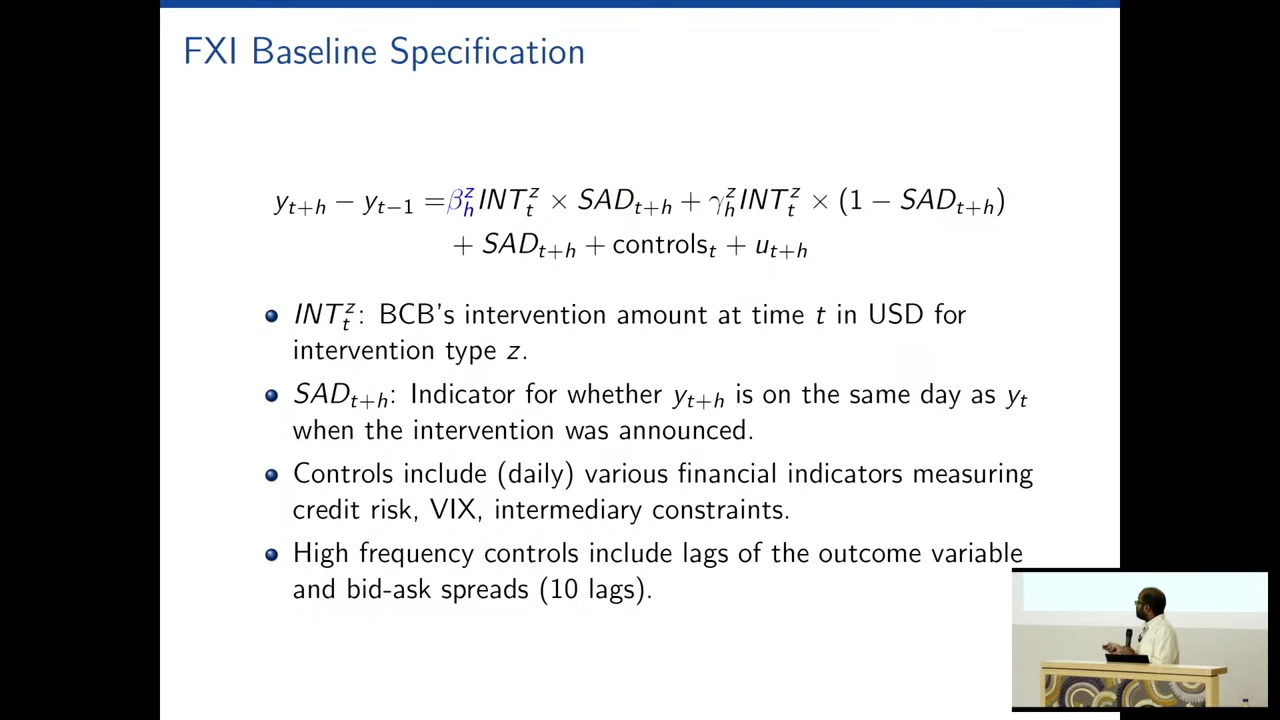 FXI Baseline Specification
y_{t+h} − y_{t−1} = β_h^z INT_t^z × SAD_{t+h} + γ_h^z INT_t^z × (1 − SAD_{t+h})
+ SAD_{t+h} + controls_t + u_{t+h}
INT_t^z: BCB's intervention amount at time t in USD for
intervention type z.
SAD_{t+h}: Indicator for whether y_{t+h} is on the same day as y_t
when the intervention was announced.
Controls include (daily) various financial indicators measuring
credit risk, VIX, intermediary constraints.
High frequency controls include lags of the outcome variable
and bid-ask spreads (10 lags).